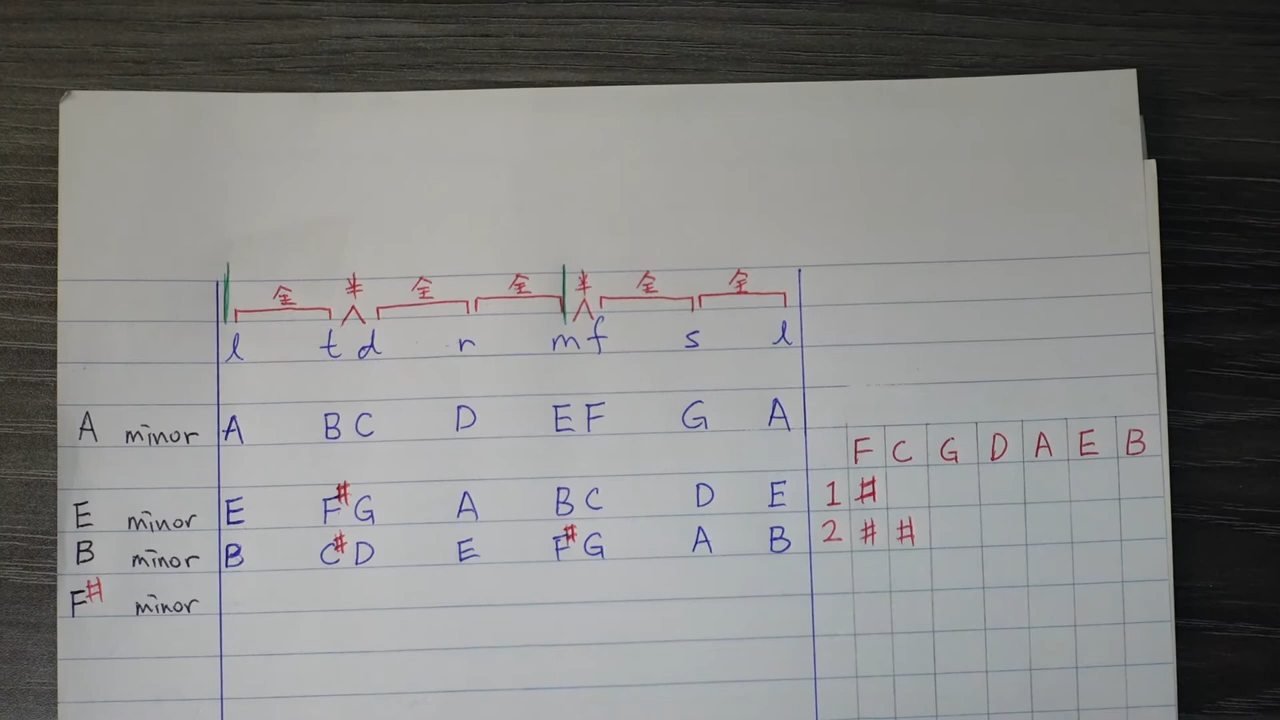 全 半 全 全 半 全 全
l t d r m f s l
A minor A B C D E F G A
F C G D A E B
E minor E F# G A B C D E 1 #
B minor B C# D E F# G A B 2 # #
F# minor